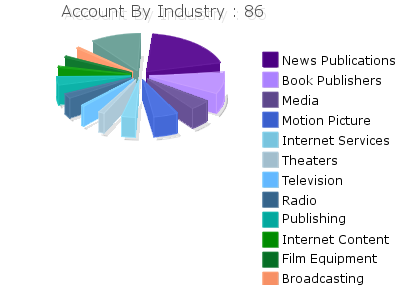 Account By Industry : 86
News Publications
Book Publishers
Media
Motion Picture
Internet Services
Theaters
Television
Radio
Publishing
Internet Content
Film Equipment
Broadcasting